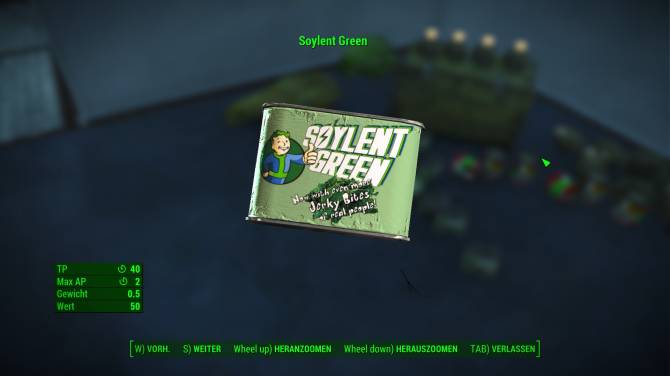 Soylent Green
SOYLENT
GREEN
Now with even more
Jerky Bites
of real people!
TP 40
Max AP 2
Gewicht 0.5
Wert 50
W) VORH. S) WEITER Wheel up) HERANZOOMEN Wheel down) HERAUSZOOMEN TAB) VERLASSEN